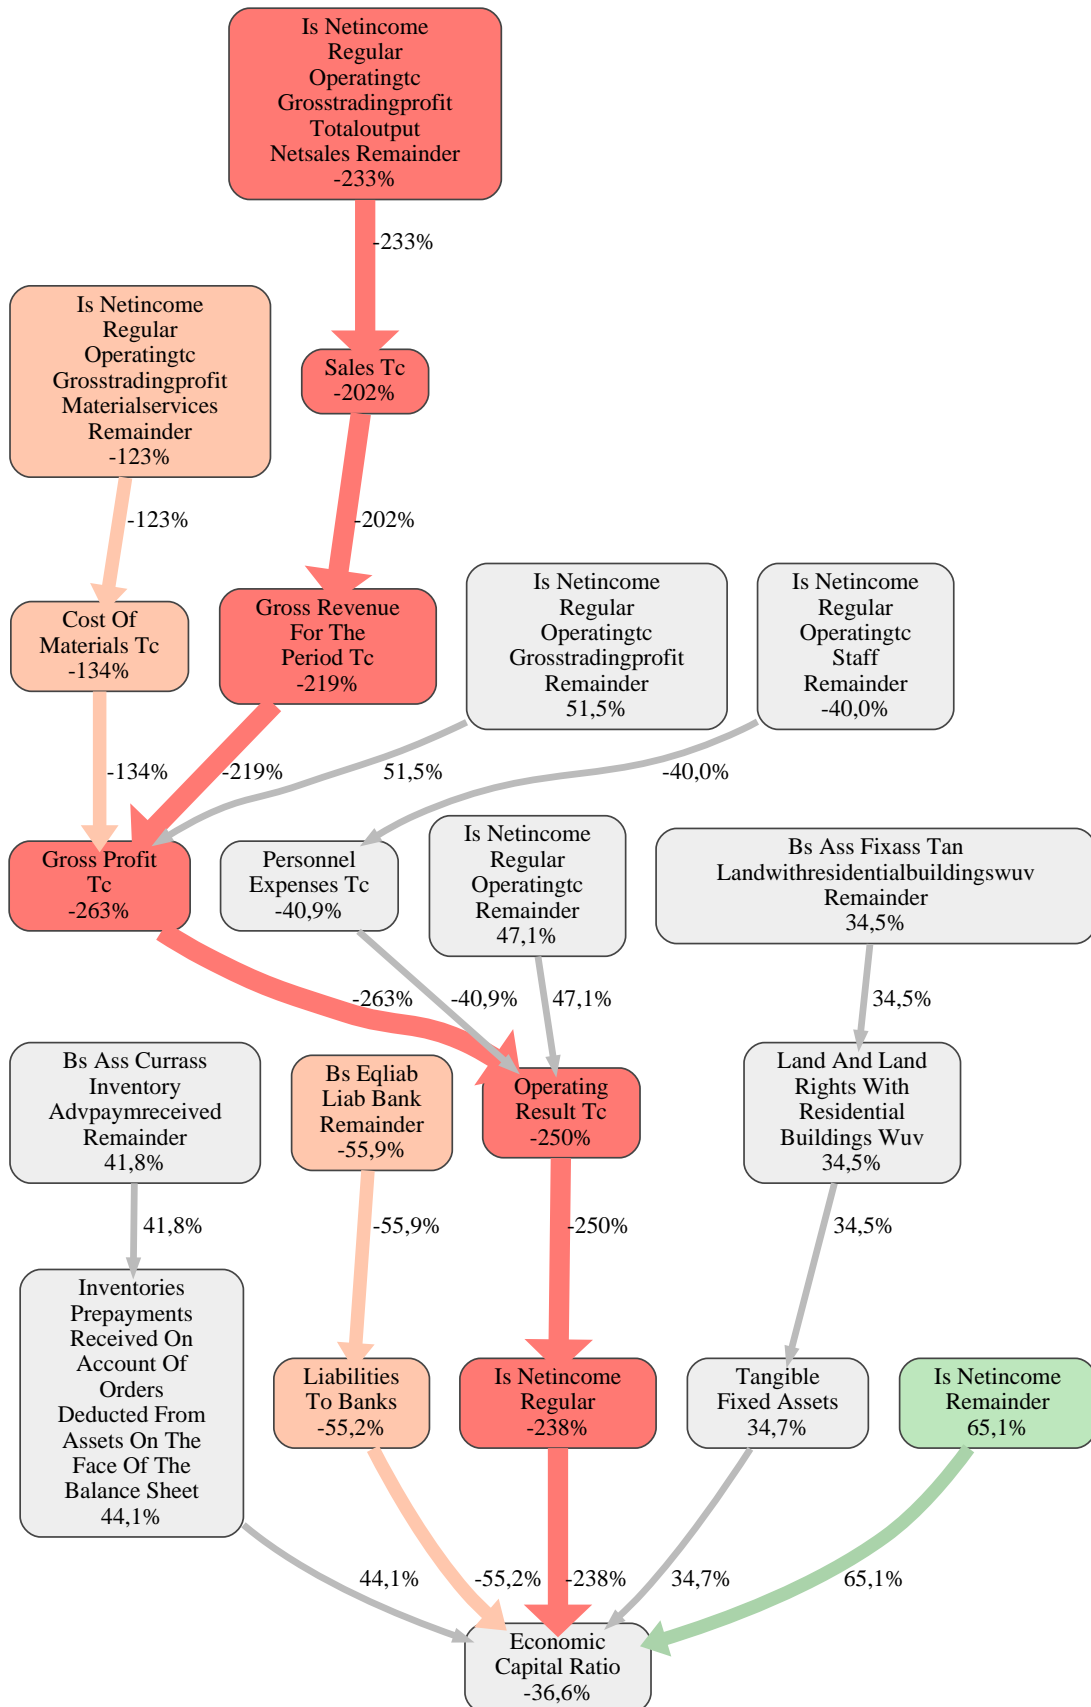 Is Netincome
Regular
Operatingtc
Grosstradingprofit
Totaloutput
Netsales Remainder
-233%
-233%
Is Netincome
Regular
Operatingtc
Grosstradingprofit
Materialservices
Remainder
-123%
Sales Tc
-202%
-123%
-202%
Cost Of
Materials Tc
-134%
Gross Revenue
For The
Period Tc
-219%
Is Netincome
Regular
Operatingtc
Grosstradingprofit
Remainder
51,5%
Is Netincome
Regular
Operatingtc
Staff
Remainder
-40,0%
-134%
-219%
51,5%
-40,0%
Gross Profit
Tc
-263%
Personnel
Expenses Tc
-40,9%
Is Netincome
Regular
Operatingtc
Remainder
47,1%
Bs Ass Fixass Tan
Landwithresidentialbuildingswuv
Remainder
34,5%
-263%
-40,9%
47,1%
34,5%
Bs Ass Currass
Inventory
Advpaymreceived
Remainder
41,8%
Bs Eqliab
Liab Bank
Remainder
-55,9%
Operating
Result Tc
-250%
Land And Land
Rights With
Residential
Buildings Wuv
34,5%
41,8%
-55,9%
-250%
34,5%
Inventories
Prepayments
Received On
Account Of
Orders
Deducted From
Assets On The
Face Of The
Balance Sheet
44,1%
Liabilities
To Banks
-55,2%
Is Netincome
Regular
-238%
Tangible
Fixed Assets
34,7%
Is Netincome
Remainder
65,1%
44,1%
-55,2%
-238%
34,7%
65,1%
Economic
Capital Ratio
-36,6%